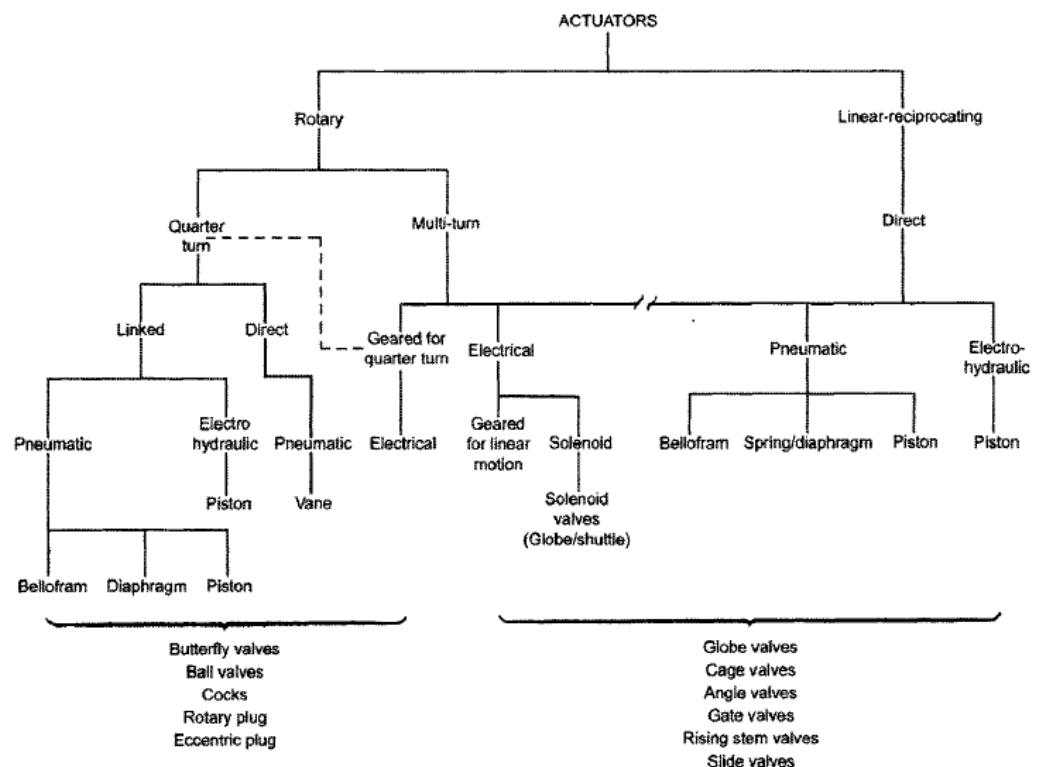 ACTUATORS
Rotary
Linear-reciprocating
Quarter
turn
Multi-turn
Direct
Linked
Direct
Geared for
quarter turn
Electrical
Pneumatic
Electro-
hydraulic
Pneumatic
Electro
hydraulic
Pneumatic
Electrical
Geared
for linear
motion
Solenoid
Bellofram
Spring/diaphragm
Piston
Piston
Piston
Vane
Solenoid
valves
(Globe/shuttle)
Bellofram
Diaphragm
Piston
Butterfly valves
Ball valves
Cocks
Rotary plug
Eccentric plug
Globe valves
Cage valves
Angle valves
Gate valves
Rising stem valves
Slide valves